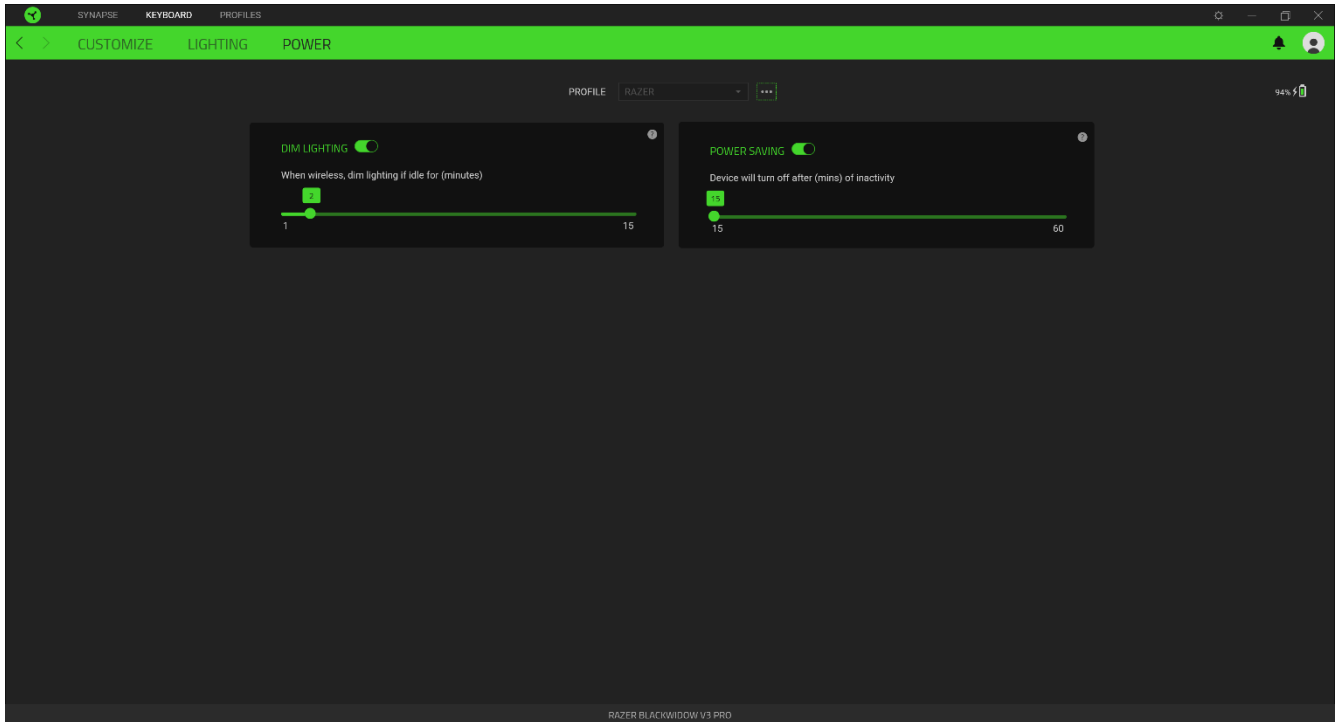 SYNAPSE KEYBOARD PROFILES
CUSTOMIZE LIGHTING POWER
PROFILE RAZER
94%
DIM LIGHTING
When wireless, dim lighting if idle for (minutes)
2
1 15
POWER SAVING
Device will turn off after (mins) of inactivity
15
15 60
RAZER BLACKWIDOW V3 PRO